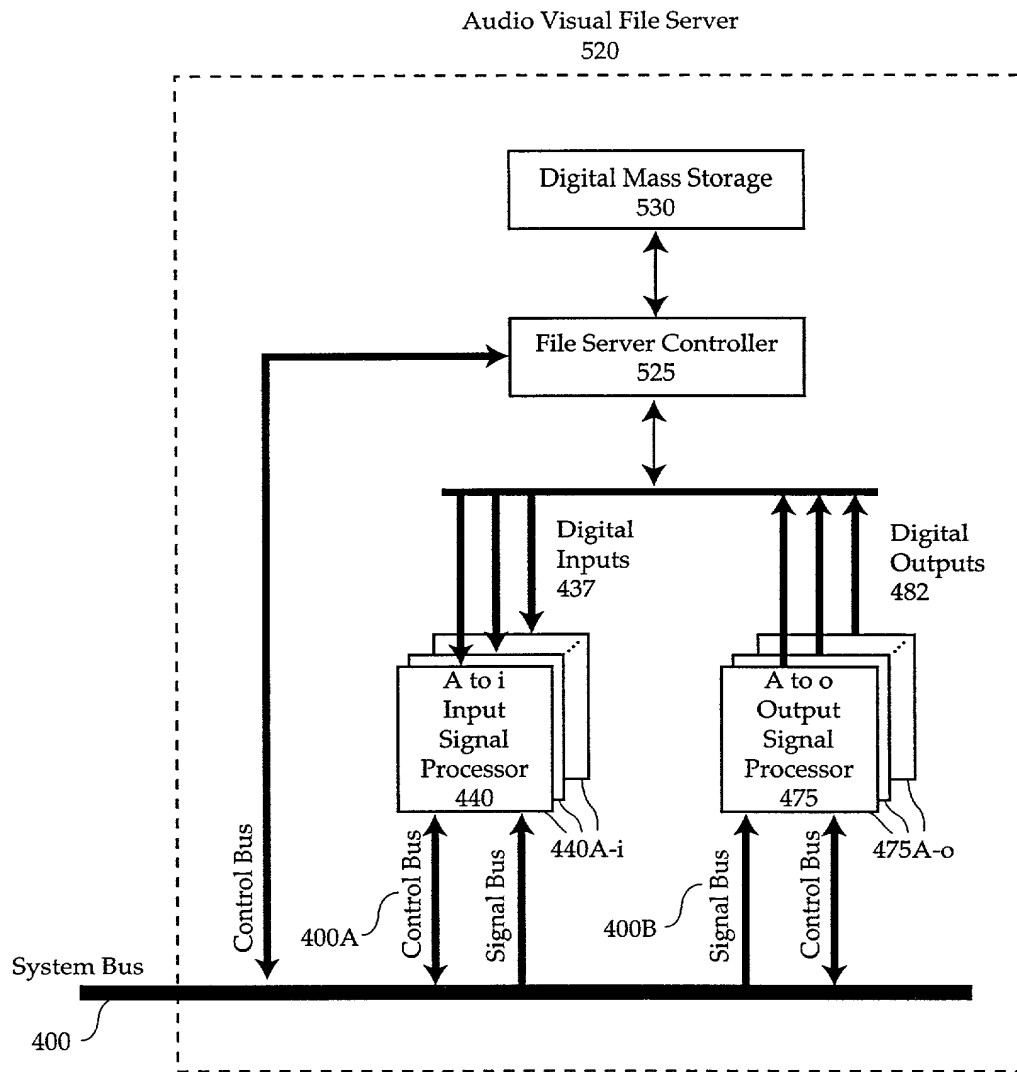 Audio Visual File Server
520
Digital Mass Storage
530
File Server Controller
525
Digital
Inputs
437
Digital
Outputs
482
A to i
Input
Signal
Processor
440
A to o
Output
Signal
Processor
475
440A-i
475A-o
Control Bus
400A
Control Bus
Signal Bus
400B
Signal Bus
Control Bus
System Bus
400